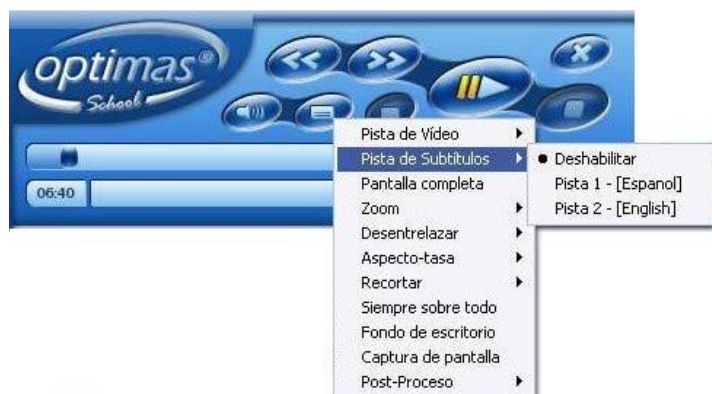 optimas®
School
06:40
Pista de Vídeo
Pista de Subtítulos
Deshabilitar
Pista 1 - [Espanol]
Pista 2 - [English]
Pantalla completa
Zoom
Desentrelazar
Aspecto-tasa
Recortar
Siempre sobre todo
Fondo de escritorio
Captura de pantalla
Post-Proceso